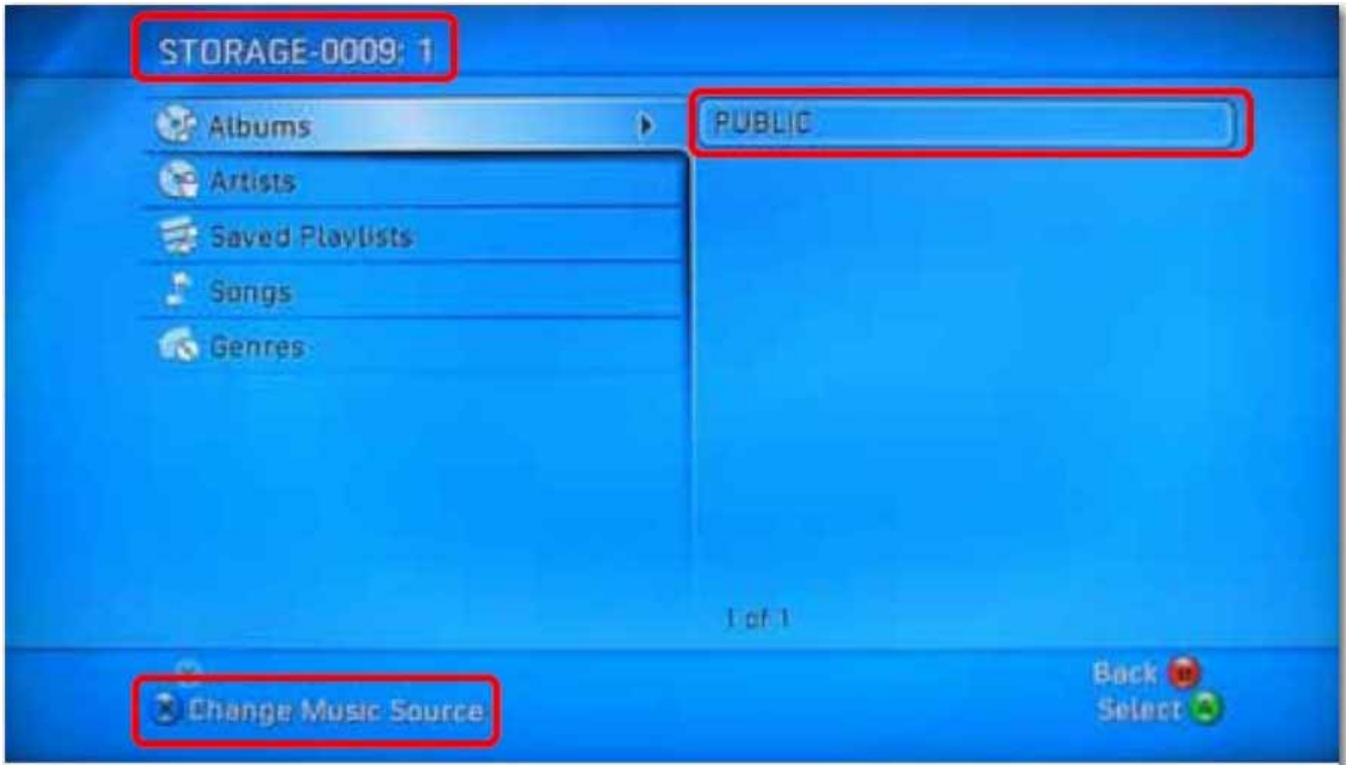 STORAGE-0009: 1
Albums
PUBLIC
Artists
Saved Playlists
Songs
Genres
1 of 1
Back B
X Change Music Source
Select A